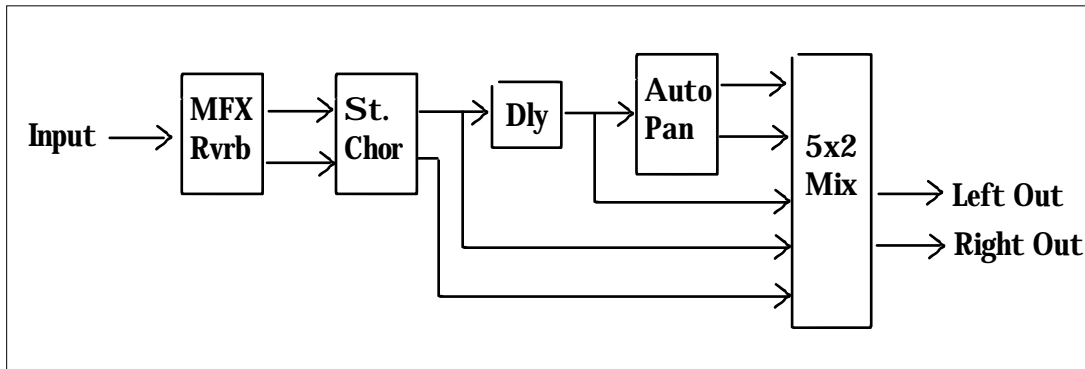 Input
MFX
Rvrb
St.
Chor
Dly
Auto
Pan
5x2
Mix
Left Out
Right Out